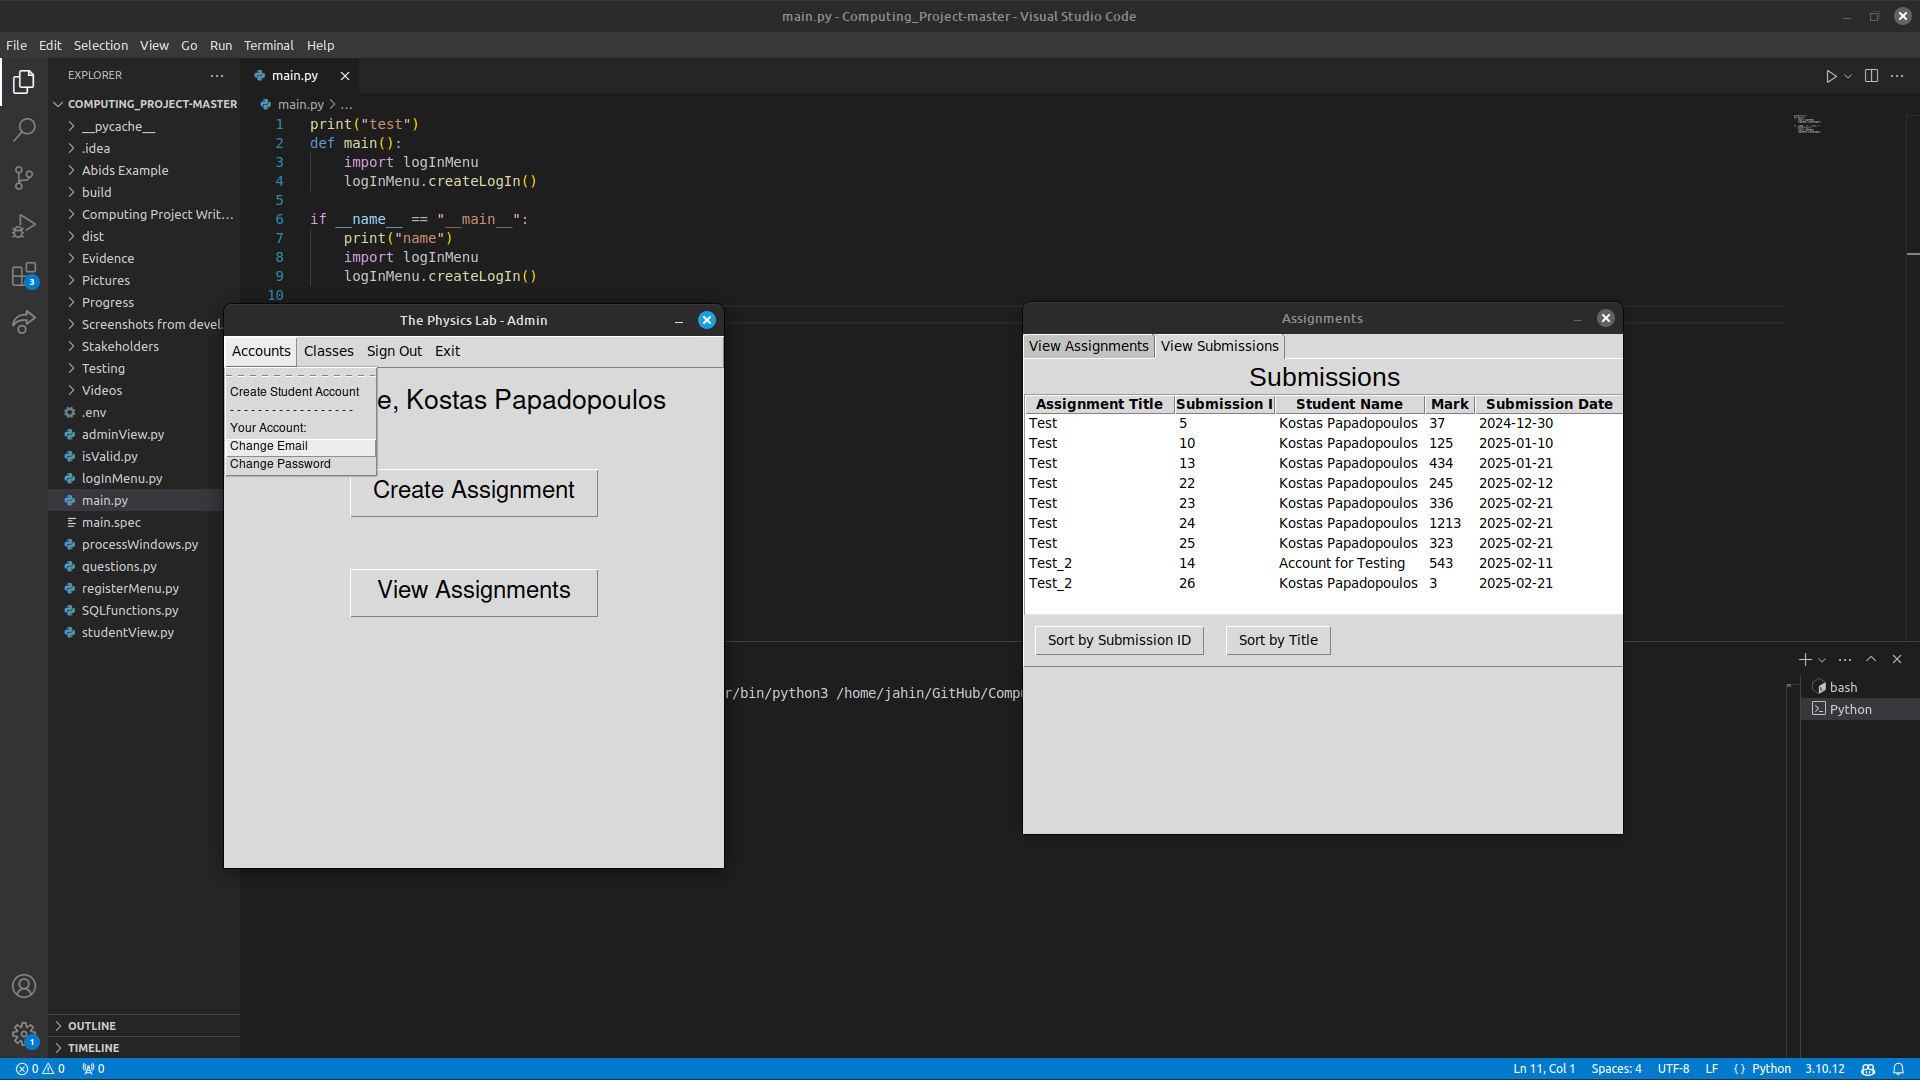 main.py - Computing_Project-master - Visual Studio Code
File Edit Selection View Go Run Terminal Help
EXPLORER
COMPUTING_PROJECT-MASTER
__pycache__
.idea
Abids Example
build
Computing Project Writ...
dist
Evidence
Pictures
Progress
Screenshots from devel
Stakeholders
Testing
Videos
.env
adminView.py
isValid.py
logInMenu.py
main.py
main.spec
processWindows.py
questions.py
registerMenu.py
SQLfunctions.py
studentView.py
OUTLINE
TIMELINE
3
1
main.py
main.py > ...
1 print("test")
2 def main():
3 import logInMenu
4 logInMenu.createLogIn()
5
6 if __name__ == "__main__":
7 print("name")
8 import logInMenu
9 logInMenu.createLogIn()
10
The Physics Lab - Admin
Accounts Classes Sign Out Exit
Create Student Account
- - - - - - - - - - - - - - - - - -
Your Account:
Change Email
Change Password
e, Kostas Papadopoulos
Create Assignment
View Assignments
Assignments
View Assignments View Submissions
Submissions
Assignment Title Submission I Student Name Mark Submission Date
Test 5 Kostas Papadopoulos 37 2024-12-30
Test 10 Kostas Papadopoulos 125 2025-01-10
Test 13 Kostas Papadopoulos 434 2025-01-21
Test 22 Kostas Papadopoulos 245 2025-02-12
Test 23 Kostas Papadopoulos 336 2025-02-21
Test 24 Kostas Papadopoulos 1213 2025-02-21
Test 25 Kostas Papadopoulos 323 2025-02-21
Test_2 14 Account for Testing 543 2025-02-11
Test_2 26 Kostas Papadopoulos 3 2025-02-21
Sort by Submission ID Sort by Title
r/bin/python3 /home/jahin/GitHub/Compu
bash
Python
0 0 0
Ln 11, Col 1 Spaces: 4 UTF-8 LF { } Python 3.10.12